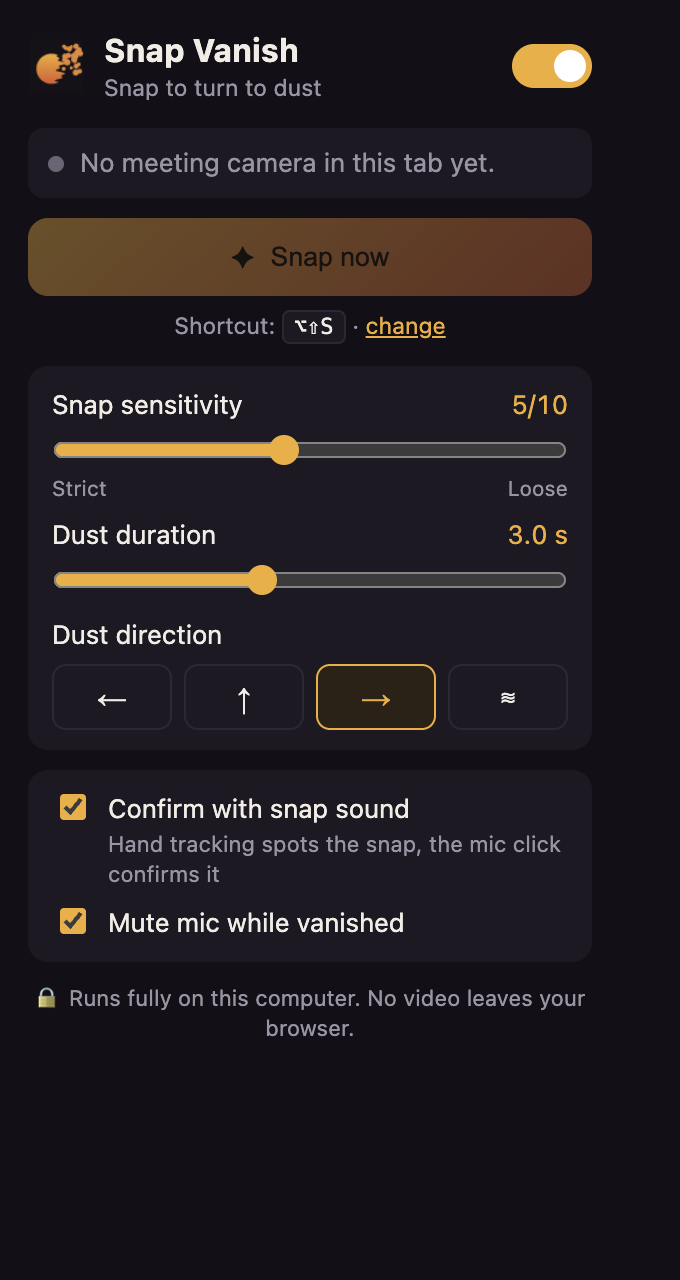 Snap Vanish
Snap to turn to dust
No meeting camera in this tab yet.
✦ Snap now
Shortcut: ⌥⇧S · change
Snap sensitivity 5/10
Strict Loose
Dust duration 3.0 s
Dust direction
← ↑ → ≋
Confirm with snap sound
Hand tracking spots the snap, the mic click
confirms it
Mute mic while vanished
🔒 Runs fully on this computer. No video leaves your
browser.